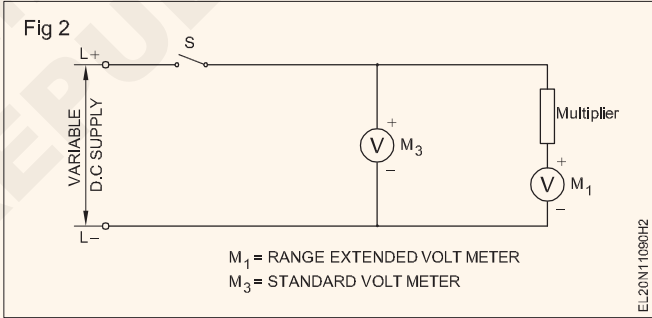 Fig 2
S
L+
VARIABLE
D.C SUPPLY
+
V M₃
–
Multiplier
+
V M₁
–
L–
M₁ = RANGE EXTENDED VOLT METER
M₃ = STANDARD VOLT METER
EL20N11090H2